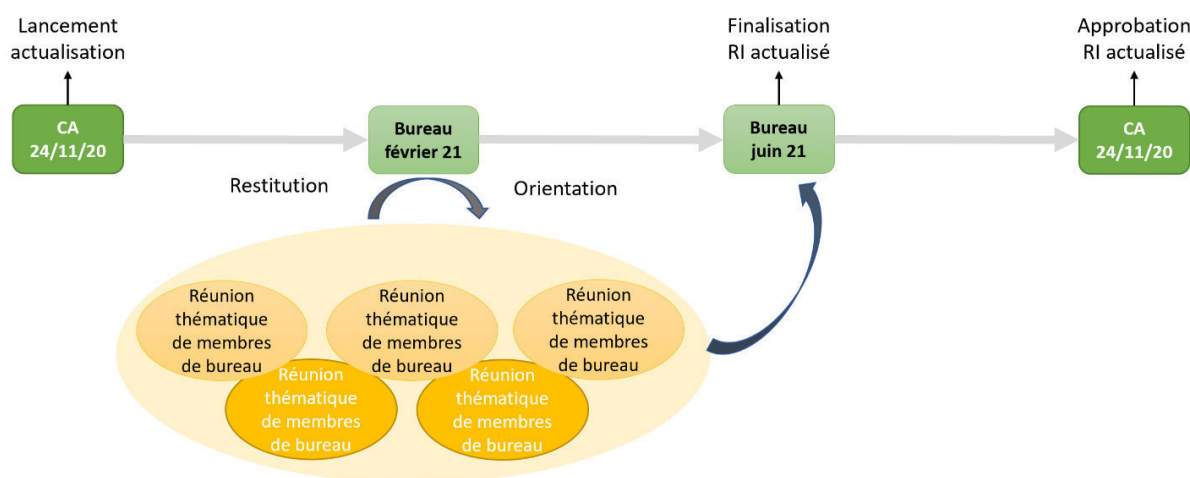 Lancement
actualisation
Finalisation
RI actualisé
Approbation
RI actualisé
CA
24/11/20
Bureau
février 21
Bureau
juin 21
CA
24/11/20
Restitution
Orientation
Réunion
thématique
de membres
de bureau
Réunion
thématique
de membres
de bureau
Réunion
thématique
de membres
de bureau
Réunion
thématique
de membres
de bureau
Réunion
thématique
de membres
de bureau